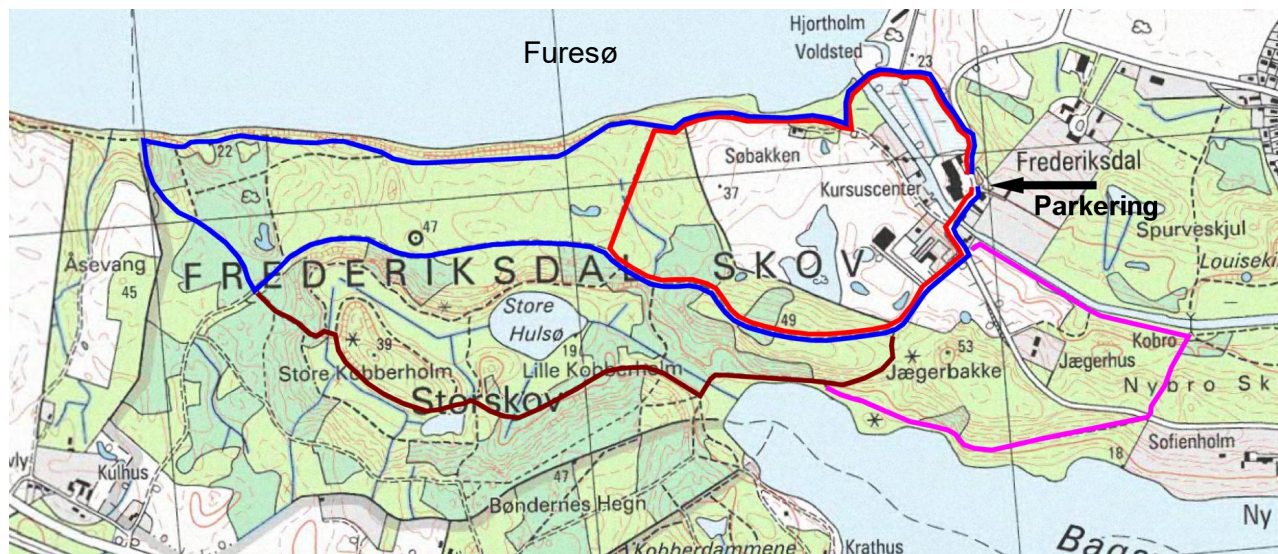 Hjortholm
Voldsted
23
Furesø
22
Søbakken
37
Kursuscenter
Frederiksdal
Parkering
Spurveskjul
47
Åsevang
45
FREDERIKSDAL SKOV
Louiseki
Store
Hulsø
49
19
39
Store Kobberholm
Lille Kobberholm
53
Jægerbakke
Jægerhus
Kobro
Nybro Sk
Storskov
Sofienholm
18
Kulhus
47
Bøndernes Hegn
Ny
Kobberdammene
Krathus
Bags